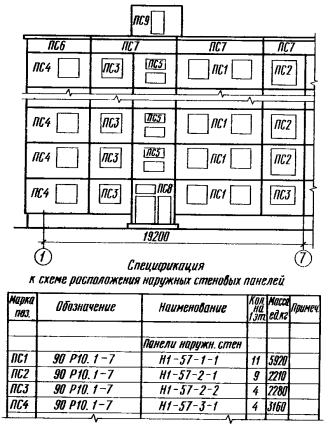 ПС9
ПС6 ПС7 ПС7 ПС7
ПС4 ПС3 ПС5 ПС1 ПС2
ПС4 ПС3 ПС5 ПС1 ПС2
ПС4 ПС3 ПС5 ПС1 ПС2
ПС4 ПС3 ПС8 ПС1 ПС3
19200
1 7
Спецификация
к схеме расположения наружных стеновых панелей
Марка поз. Обозначение Наименование Кол. на 1 эт. Масса ед.кг Примеч.
Панели наружн. стен
ПС1 90 Р10.1-7 Н1-57-1-1 11 5920
ПС2 90 Р10.1-7 Н1-57-2-1 9 2210
ПС3 90 Р10.1-7 Н1-57-2-2 4 2280
ПС4 90 Р10.1-7 Н1-57-3-1 4 3160